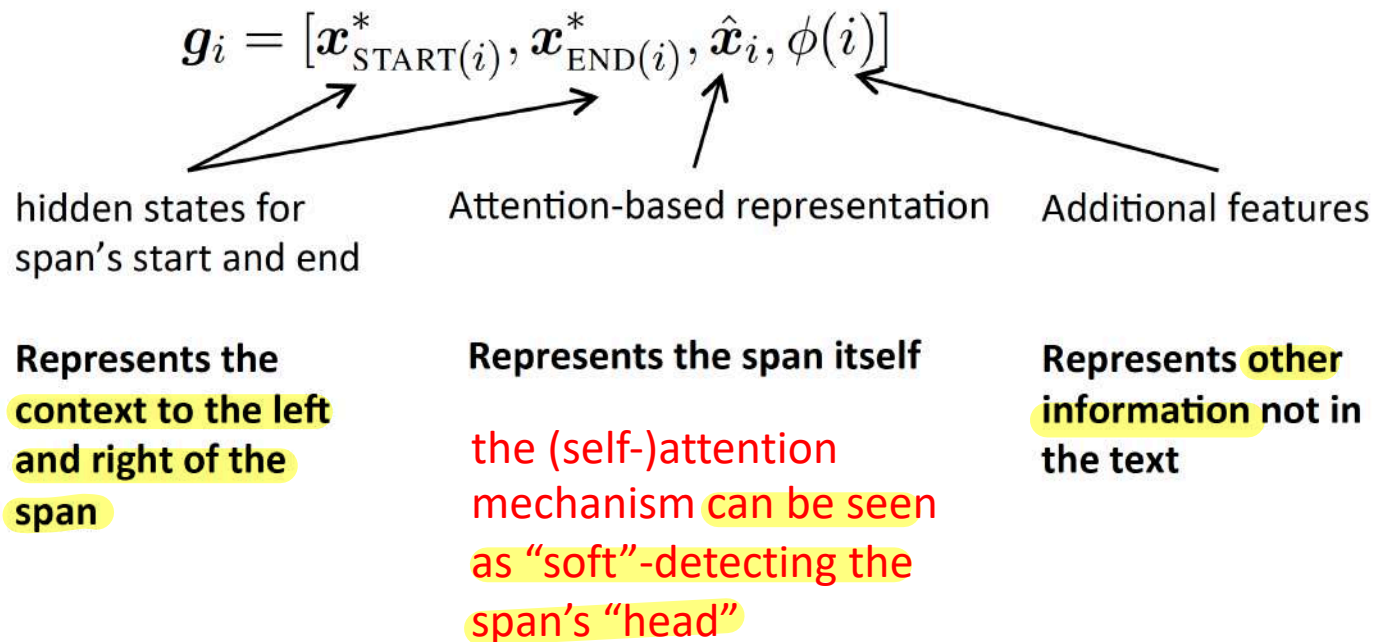 g_i = [x*_START(i), x*_END(i), x̂_i, ϕ(i)]
hidden states for
span's start and end
Attention-based representation
Additional features
Represents the
context to the left
and right of the
span
Represents the span itself
the (self-)attention
mechanism can be seen
as “soft”-detecting the
span's “head”
Represents other
information not in
the text